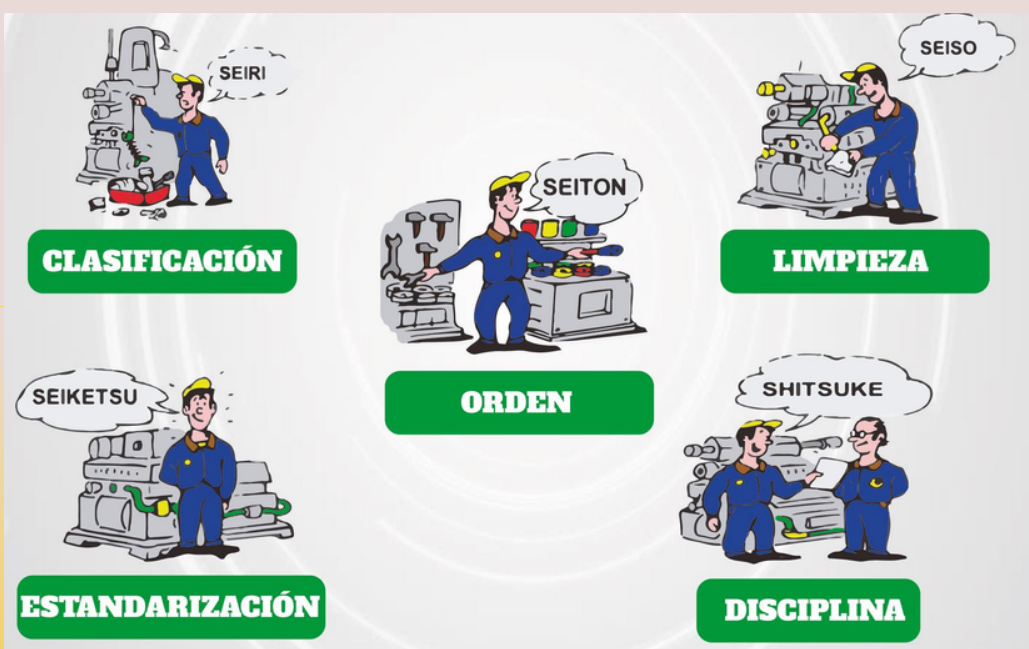 SEIRI
CLASIFICACIÓN
SEITON
ORDEN
SEISO
LIMPIEZA
SEIKETSU
ESTANDARIZACIÓN
SHITSUKE
DISCIPLINA